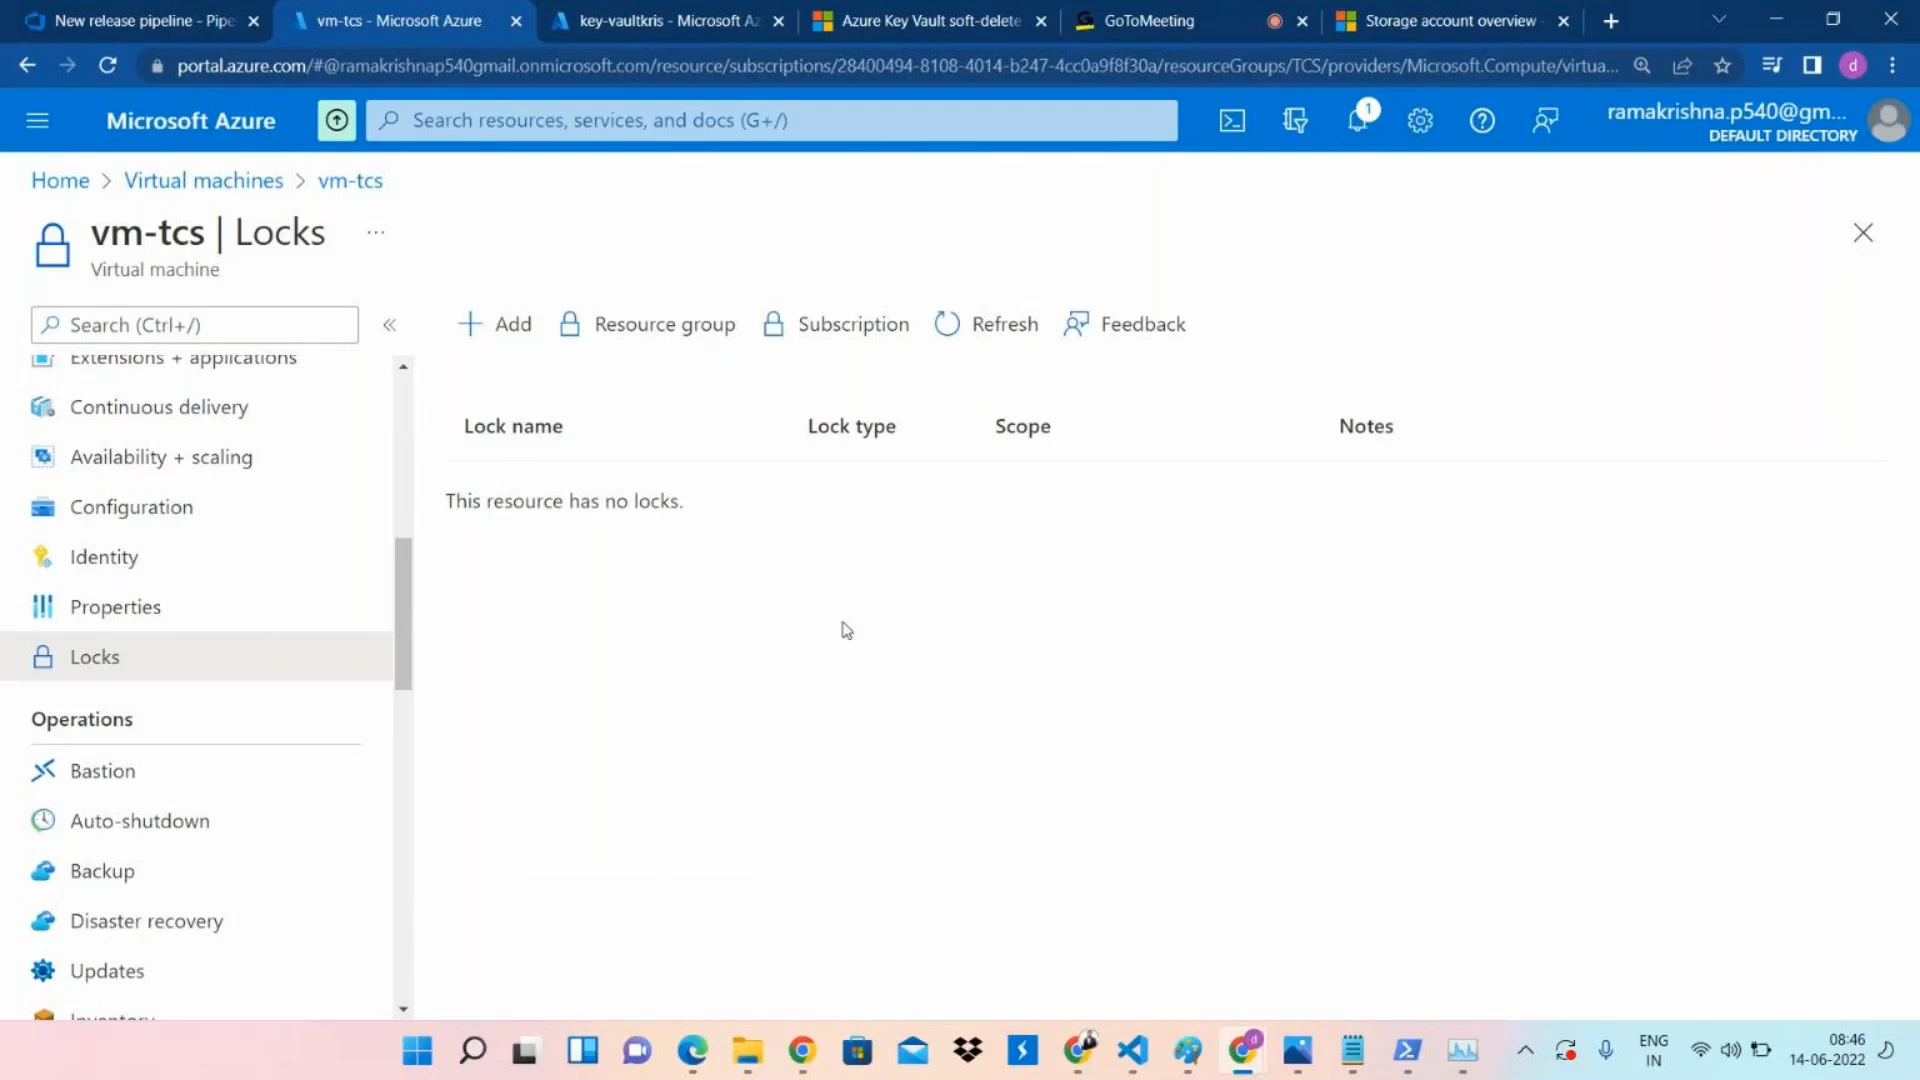 New release pipeline - Pipe
vm-tcs - Microsoft Azure
key-vaultkris - Microsoft Az
Azure Key Vault soft-delete
GoToMeeting
Storage account overview
portal.azure.com/#@ramakrishnap540gmail.onmicrosoft.com/resource/subscriptions/28400494-8108-4014-b247-4cc0a9f8f30a/resourceGroups/TCS/providers/Microsoft.Compute/virtua...
d
Microsoft Azure
Search resources, services, and docs (G+/)
1
ramakrishna.p540@gm...
DEFAULT DIRECTORY
Home > Virtual machines > vm-tcs
vm-tcs | Locks ...
Virtual machine
Search (Ctrl+/)
Add
Resource group
Subscription
Refresh
Feedback
Extensions + applications
Continuous delivery
Availability + scaling
Configuration
Identity
Properties
Locks
Operations
Bastion
Auto-shutdown
Backup
Disaster recovery
Updates
Inventory
Lock name
Lock type
Scope
Notes
This resource has no locks.
d
ENG
IN
08:46
14-06-2022